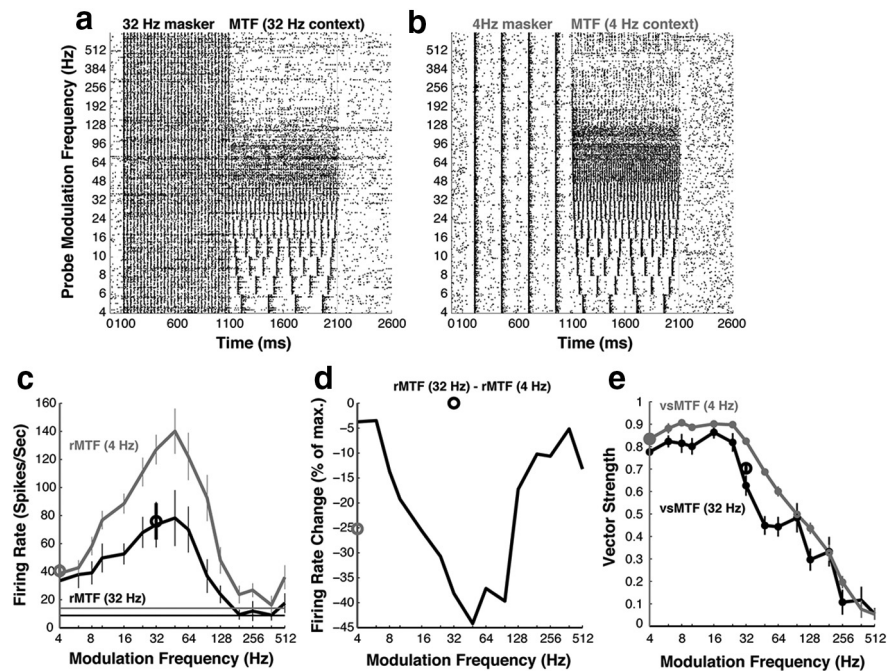 a
32 Hz masker MTF (32 Hz context)
b
4Hz masker MTF (4 Hz context)
Probe Modulation Frequency (Hz)
512
384
256
192
128
96
64
48
32
24
16
10
8
6
4
0100 600 1100 1600 2100 2600
Time (ms)
512
384
256
192
128
96
64
48
32
24
16
10
8
6
4
0100 600 1100 1600 2100 2600
Time (ms)
c
Firing Rate (Spikes/Sec)
160
140
120
100
80
60
40
20
0
rMTF (4 Hz)
rMTF (32 Hz)
4 8 16 32 64 128 256 512
Modulation Frequency (Hz)
d
rMTF (32 Hz) - rMTF (4 Hz)
Firing Rate Change (% of max.)
0
-5
-10
-15
-20
-25
-30
-35
-40
-45
4 8 16 32 64 128 256 512
Modulation Frequency (Hz)
e
Vector Strength
1
0.9
0.8
0.7
0.6
0.5
0.4
0.3
0.2
0.1
0
vsMTF (4 Hz)
vsMTF (32 Hz)
4 8 16 32 64 128 256 512
Modulation Frequency (Hz)